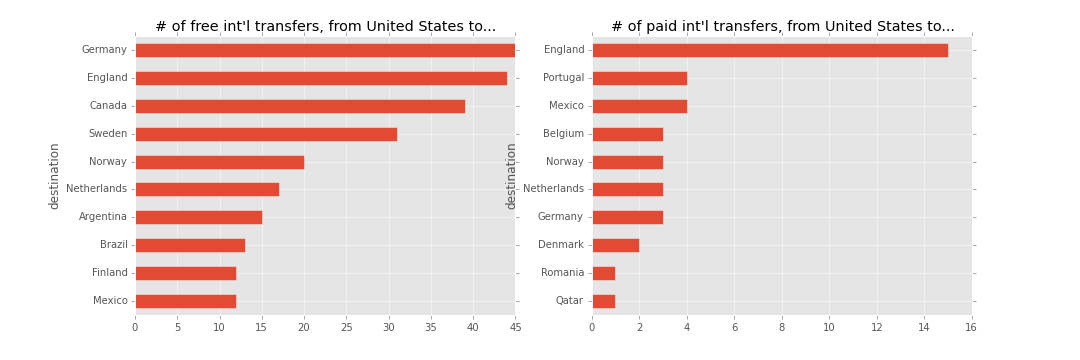 # of free int'l transfers, from United States to...
destination
Germany
England
Canada
Sweden
Norway
Netherlands
Argentina
Brazil
Finland
Mexico
0 5 10 15 20 25 30 35 40 45
# of paid int'l transfers, from United States to...
destination
England
Portugal
Mexico
Belgium
Norway
Netherlands
Germany
Denmark
Romania
Qatar
0 2 4 6 8 10 12 14 16